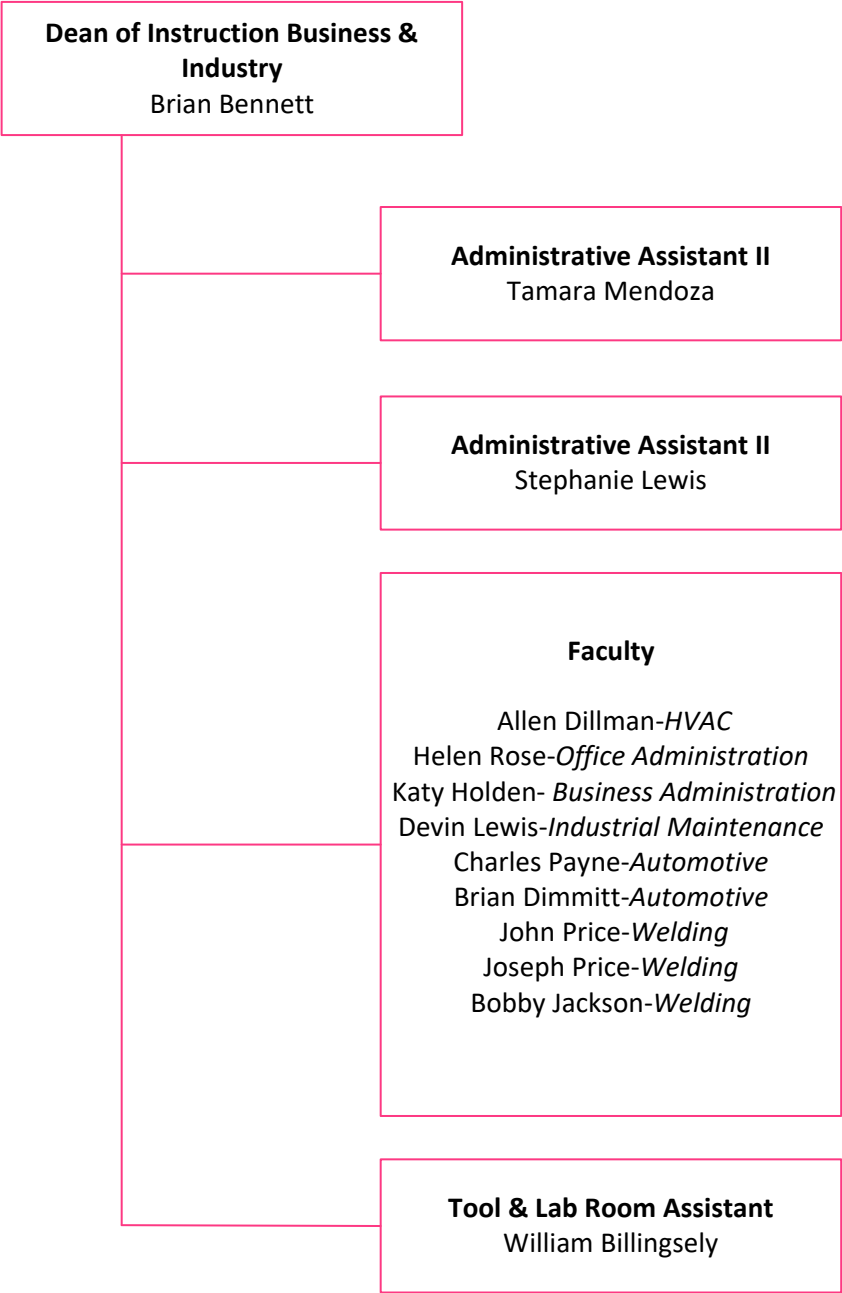 Dean of Instruction Business &
Industry
Brian Bennett
Administrative Assistant II
Tamara Mendoza
Administrative Assistant II
Stephanie Lewis
Faculty
Allen Dillman-HVAC
Helen Rose-Office Administration
Katy Holden- Business Administration
Devin Lewis-Industrial Maintenance
Charles Payne-Automotive
Brian Dimmitt-Automotive
John Price-Welding
Joseph Price-Welding
Bobby Jackson-Welding
Tool & Lab Room Assistant
William Billingsely